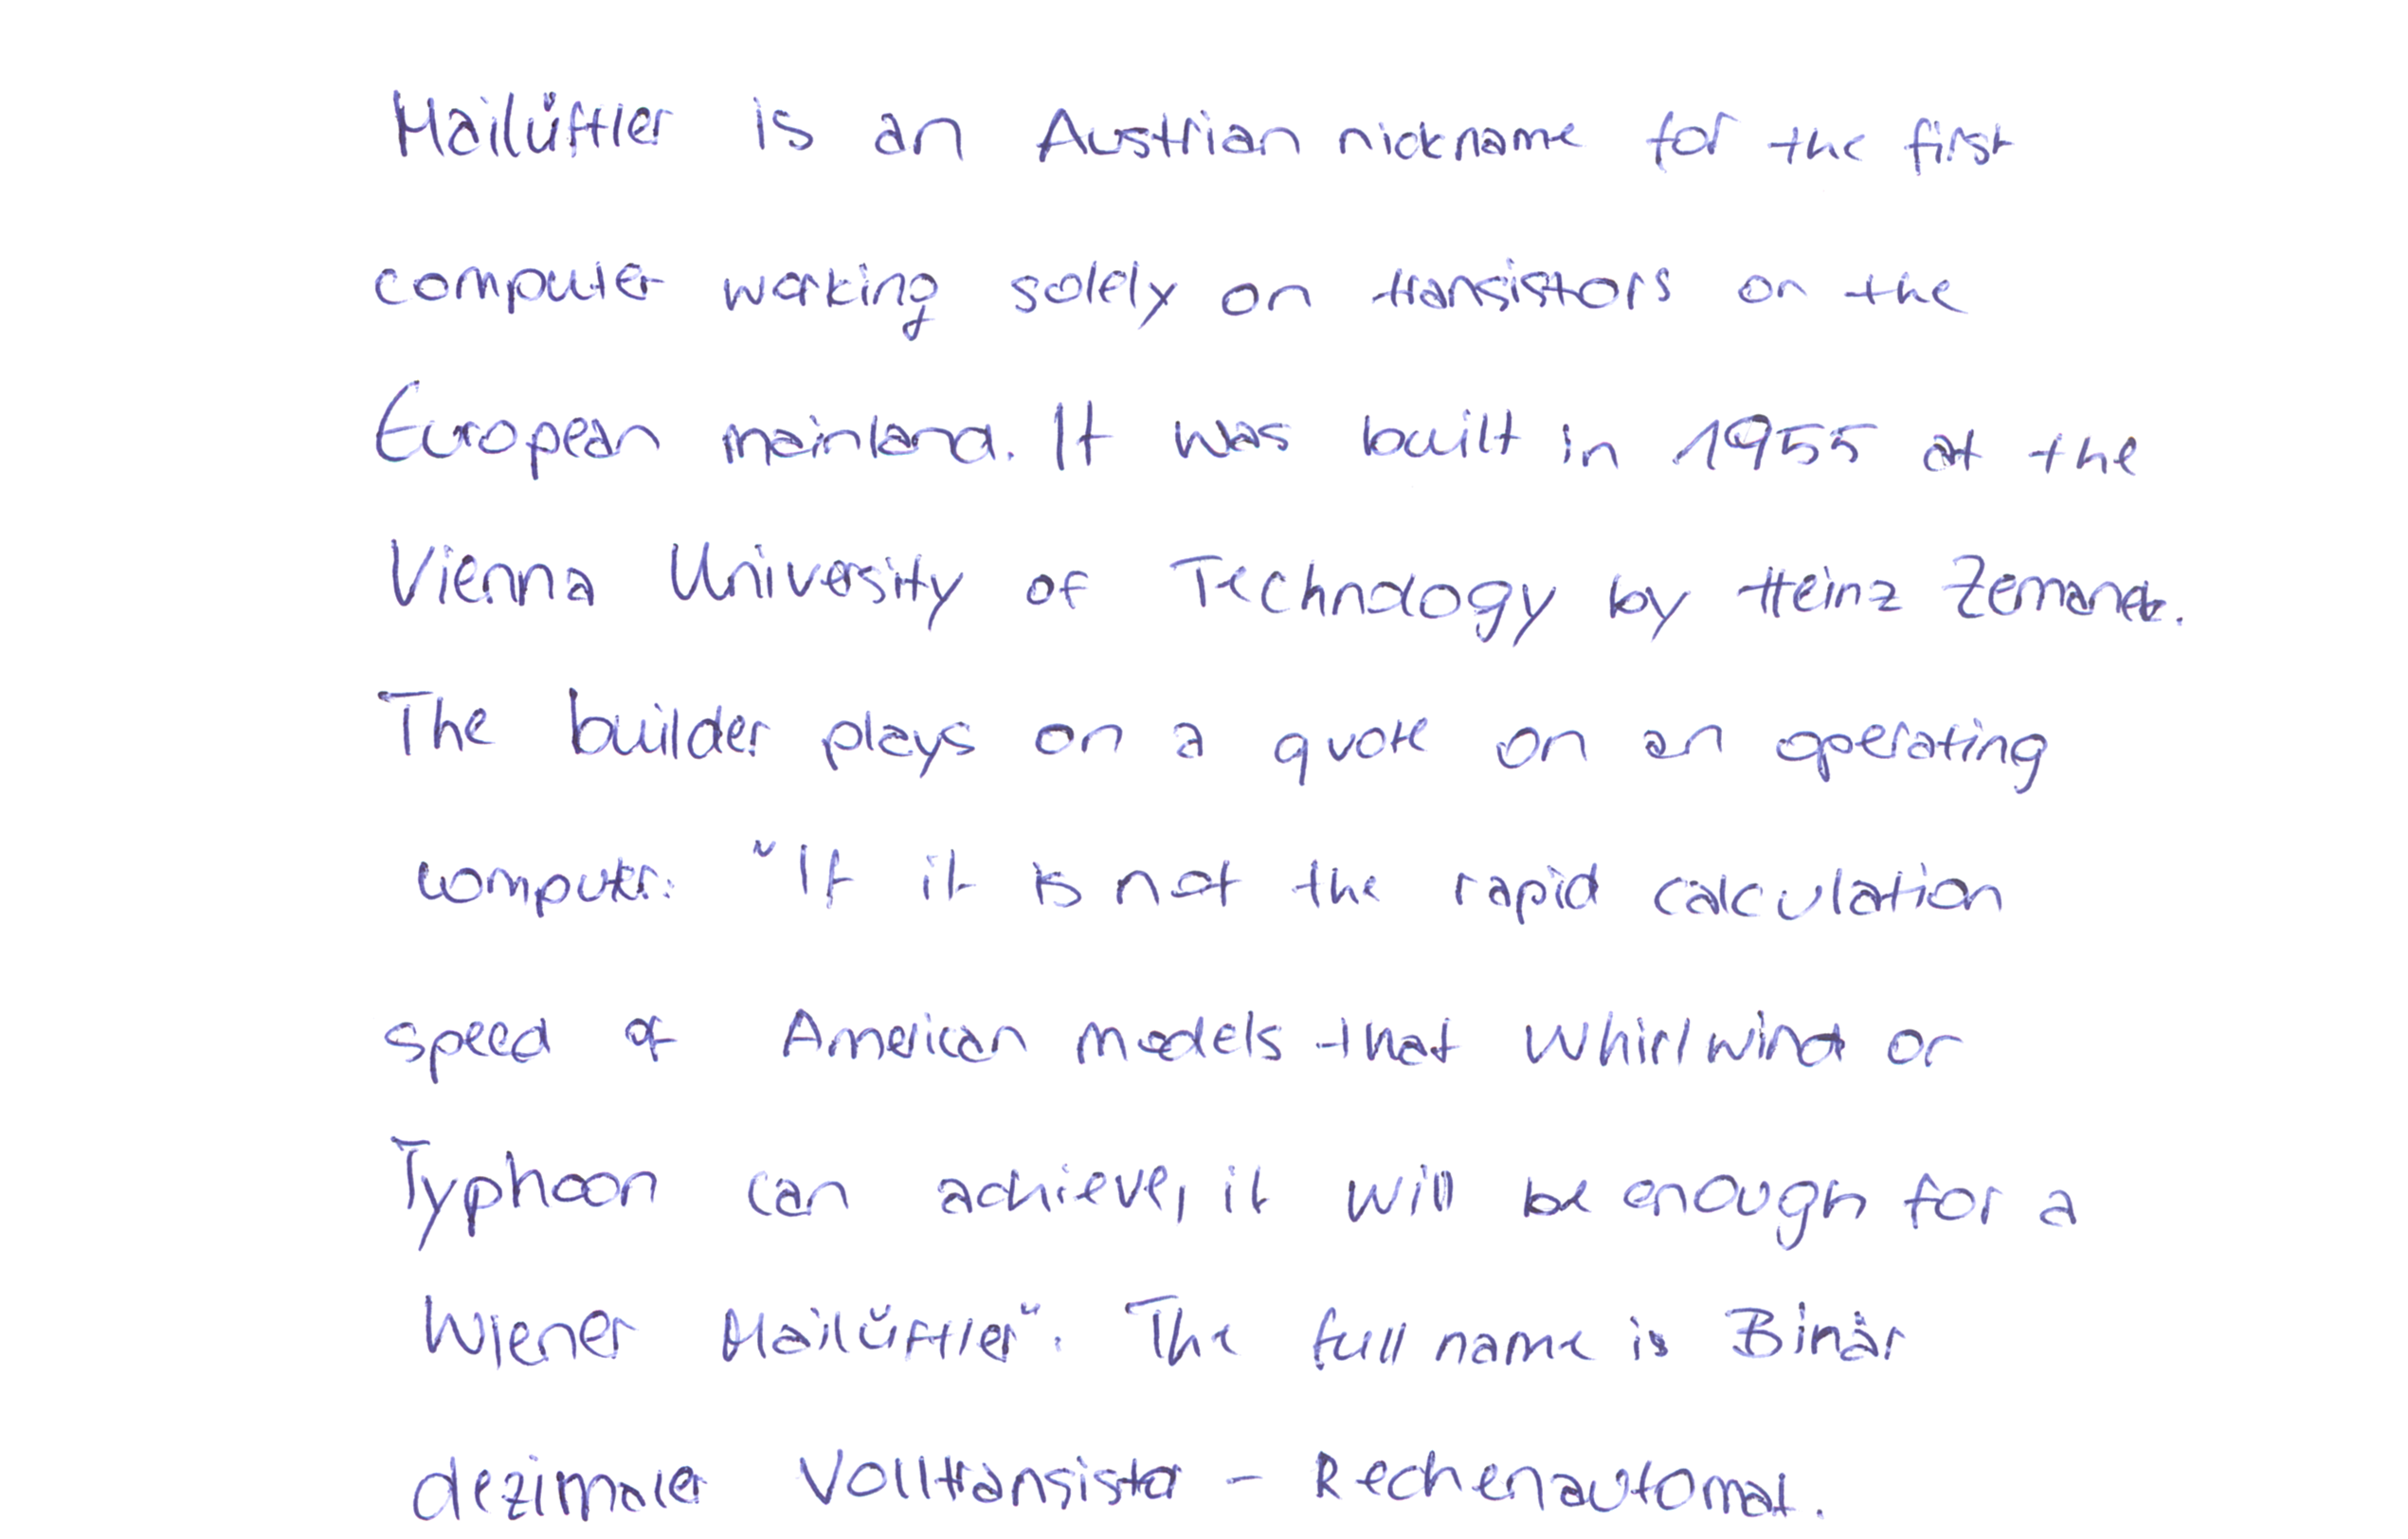 Mailüfterl is an Austrian nickname for the first
computer working solely on transistors on the
European mainland. It was built in 1955 at the
Vienna University of Technology by Heinz Zemanek.
The builder plays on a quote on an operating
computer: "If it is not the rapid calculation
speed of American models that Whirlwind or
Typhoon can achieve, it will be enough for a
Wiener Mailüfterl". The full name is Binär
dezimaler Volltransistor - Rechenautomat.